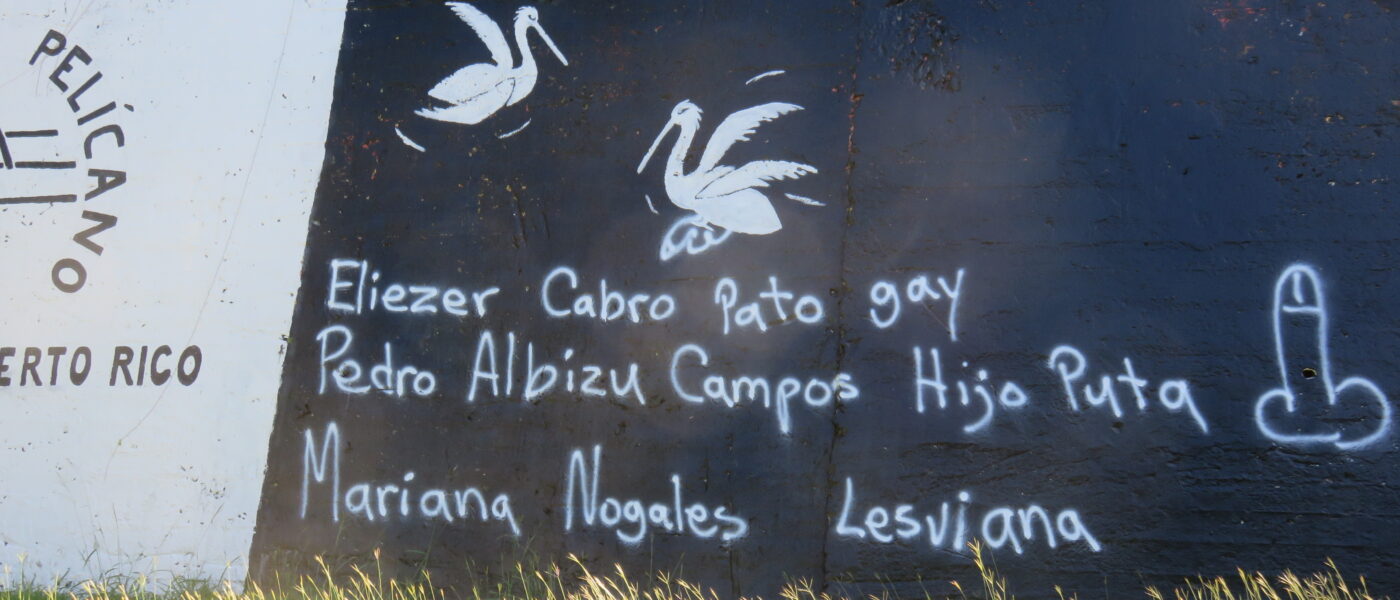 PELÍCANO
ERTO RICO
Eliezer Cabro Pato gay
Pedro Albizu Campos Hijo Puta
Mariana Nogales Lesviana